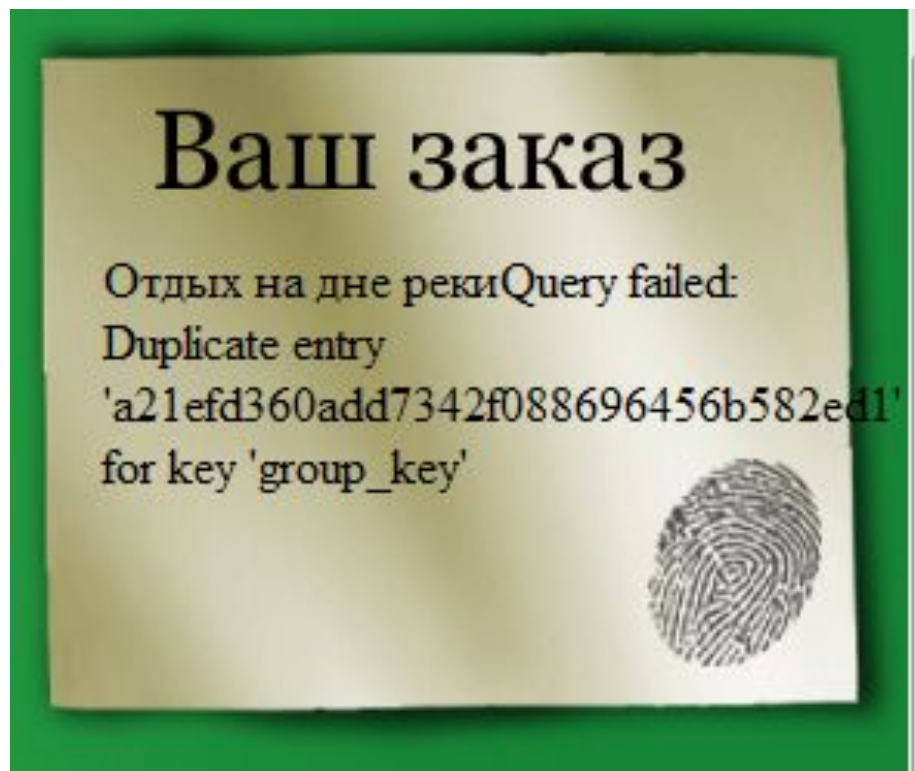 Ваш заказ
Отдых на дне рекиQuery failed:
Duplicate entry
'a21efd360add7342f088696456b582ed1'
for key 'group_key'